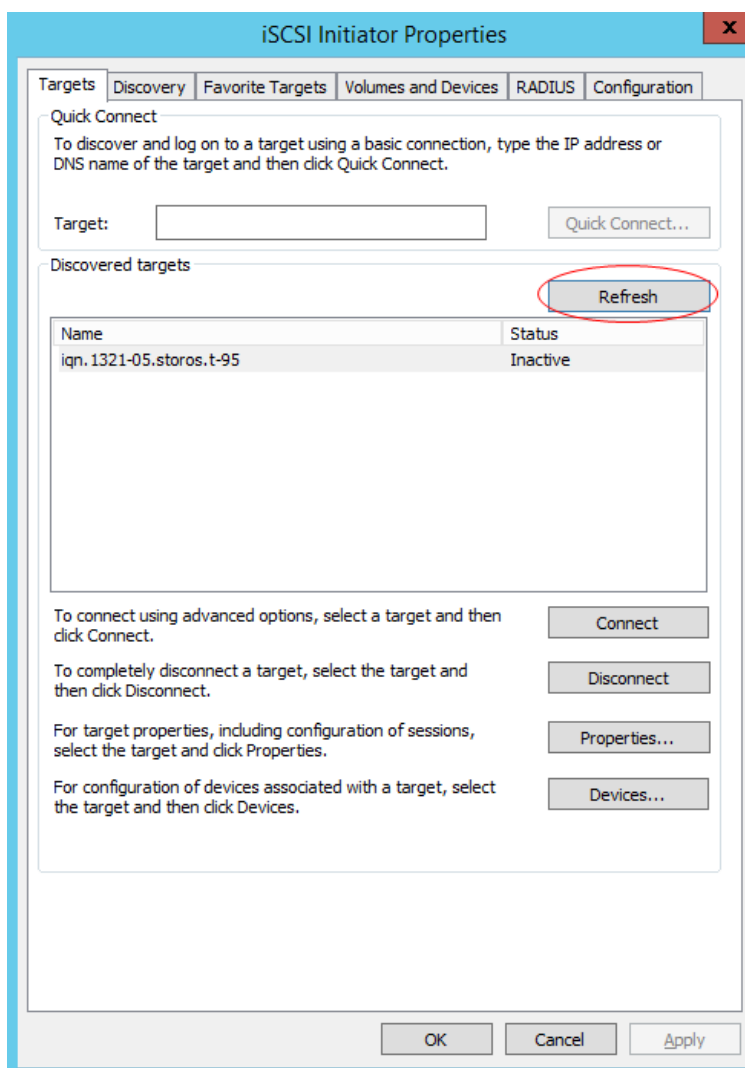 iSCSI Initiator Properties
x
Targets
Discovery
Favorite Targets
Volumes and Devices
RADIUS
Configuration
Quick Connect
To discover and log on to a target using a basic connection, type the IP address or
DNS name of the target and then click Quick Connect.
Target:
Quick Connect...
Discovered targets
Refresh
Name
Status
iqn.1321-05.storos.t-95
Inactive
To connect using advanced options, select a target and then
click Connect.
Connect
To completely disconnect a target, select the target and
then click Disconnect.
Disconnect
For target properties, including configuration of sessions,
select the target and click Properties.
Properties...
For configuration of devices associated with a target, select
the target and then click Devices.
Devices...
OK
Cancel
Apply